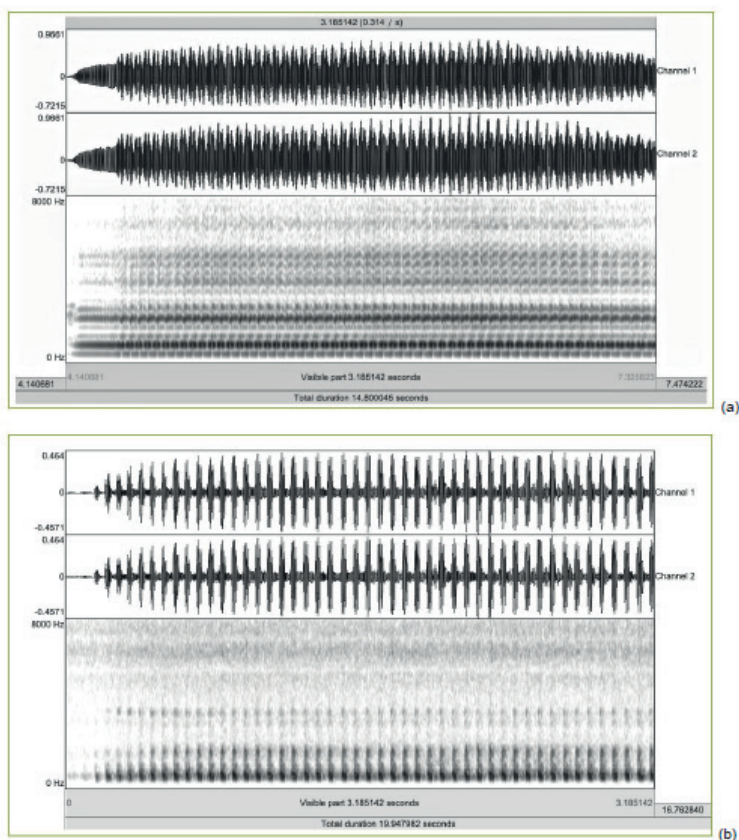 3.185142 (0.314 / s)
0.9661
0
-0.7215
Channel 1
0.9661
0
-0.7215
Channel 2
8000 Hz
0 Hz
4.140681
Visible part 3.185142 seconds
4.140681
7.474222
Total duration 14.800045 seconds
(a)
0.464
0
-0.4571
Channel 1
0.464
0
-0.4571
Channel 2
8000 Hz
0 Hz
0
Visible part 3.185142 seconds
3.185142
16.762840
Total duration 19.947982 seconds
(b)